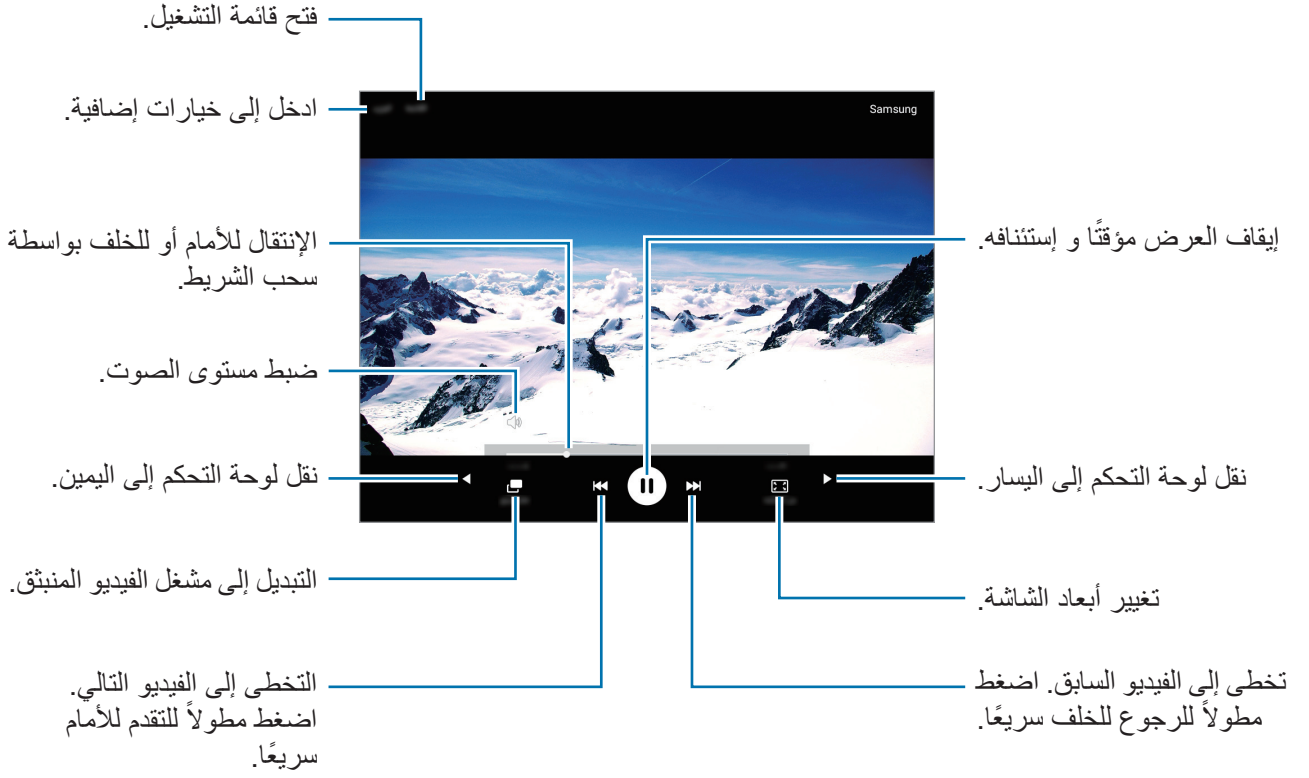 فتح قائمة التشغيل.
ادخل إلى خيارات إضافية.
Samsung
إيقاف العرض مؤقتًا و إستئنافه.
الإنتقال للأمام أو للخلف بواسطة
سحب الشريط.
ضبط مستوى الصوت.
نقل لوحة التحكم إلى اليسار.
نقل لوحة التحكم إلى اليمين.
تغيير أبعاد الشاشة.
التبديل إلى مشغل الفيديو المنبثق.
تخطى إلى الفيديو السابق. اضغط
مطولاً للرجوع للخلف سريعًا.
التخطى إلى الفيديو التالي.
اضغط مطولاً للتقدم للأمام
سريعًا.